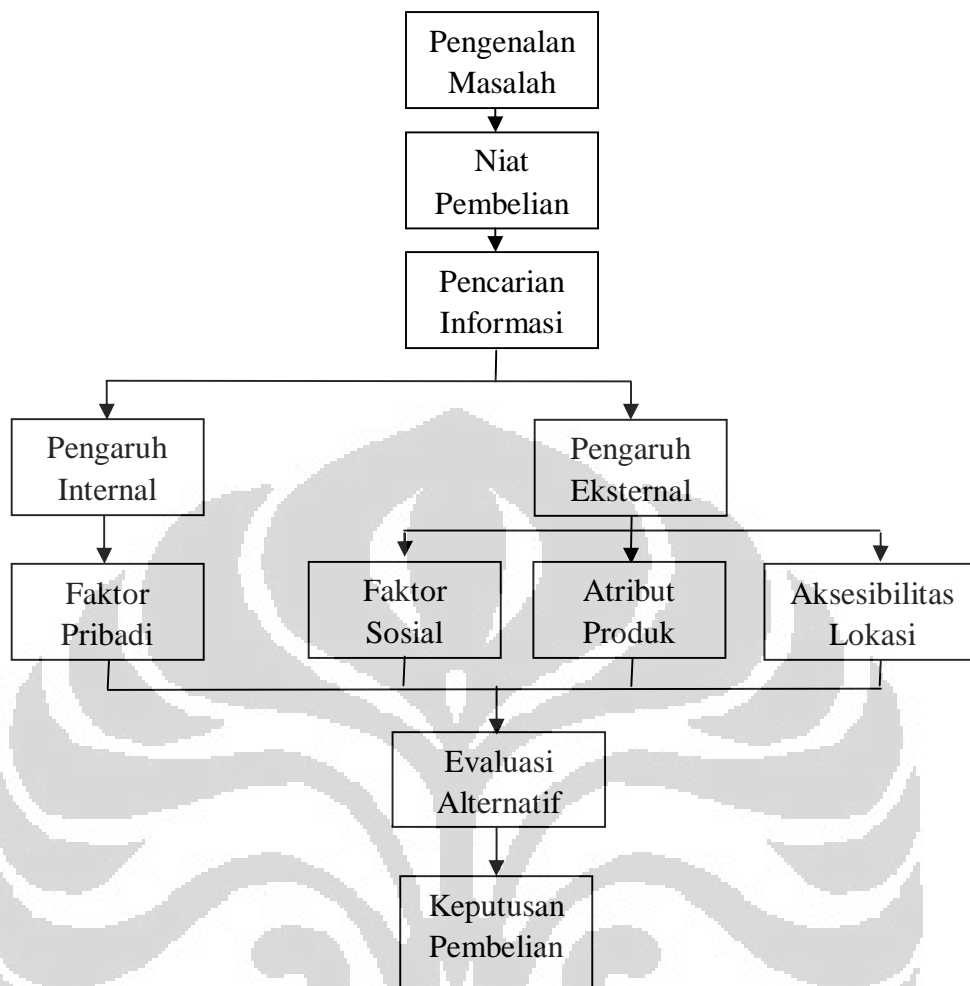 Pengenalan
Masalah
Niat
Pembelian
Pencarian
Informasi
Pengaruh
Internal
Pengaruh
Eksternal
Faktor
Pribadi
Faktor
Sosial
Atribut
Produk
Aksesibilitas
Lokasi
Evaluasi
Alternatif
Keputusan
Pembelian